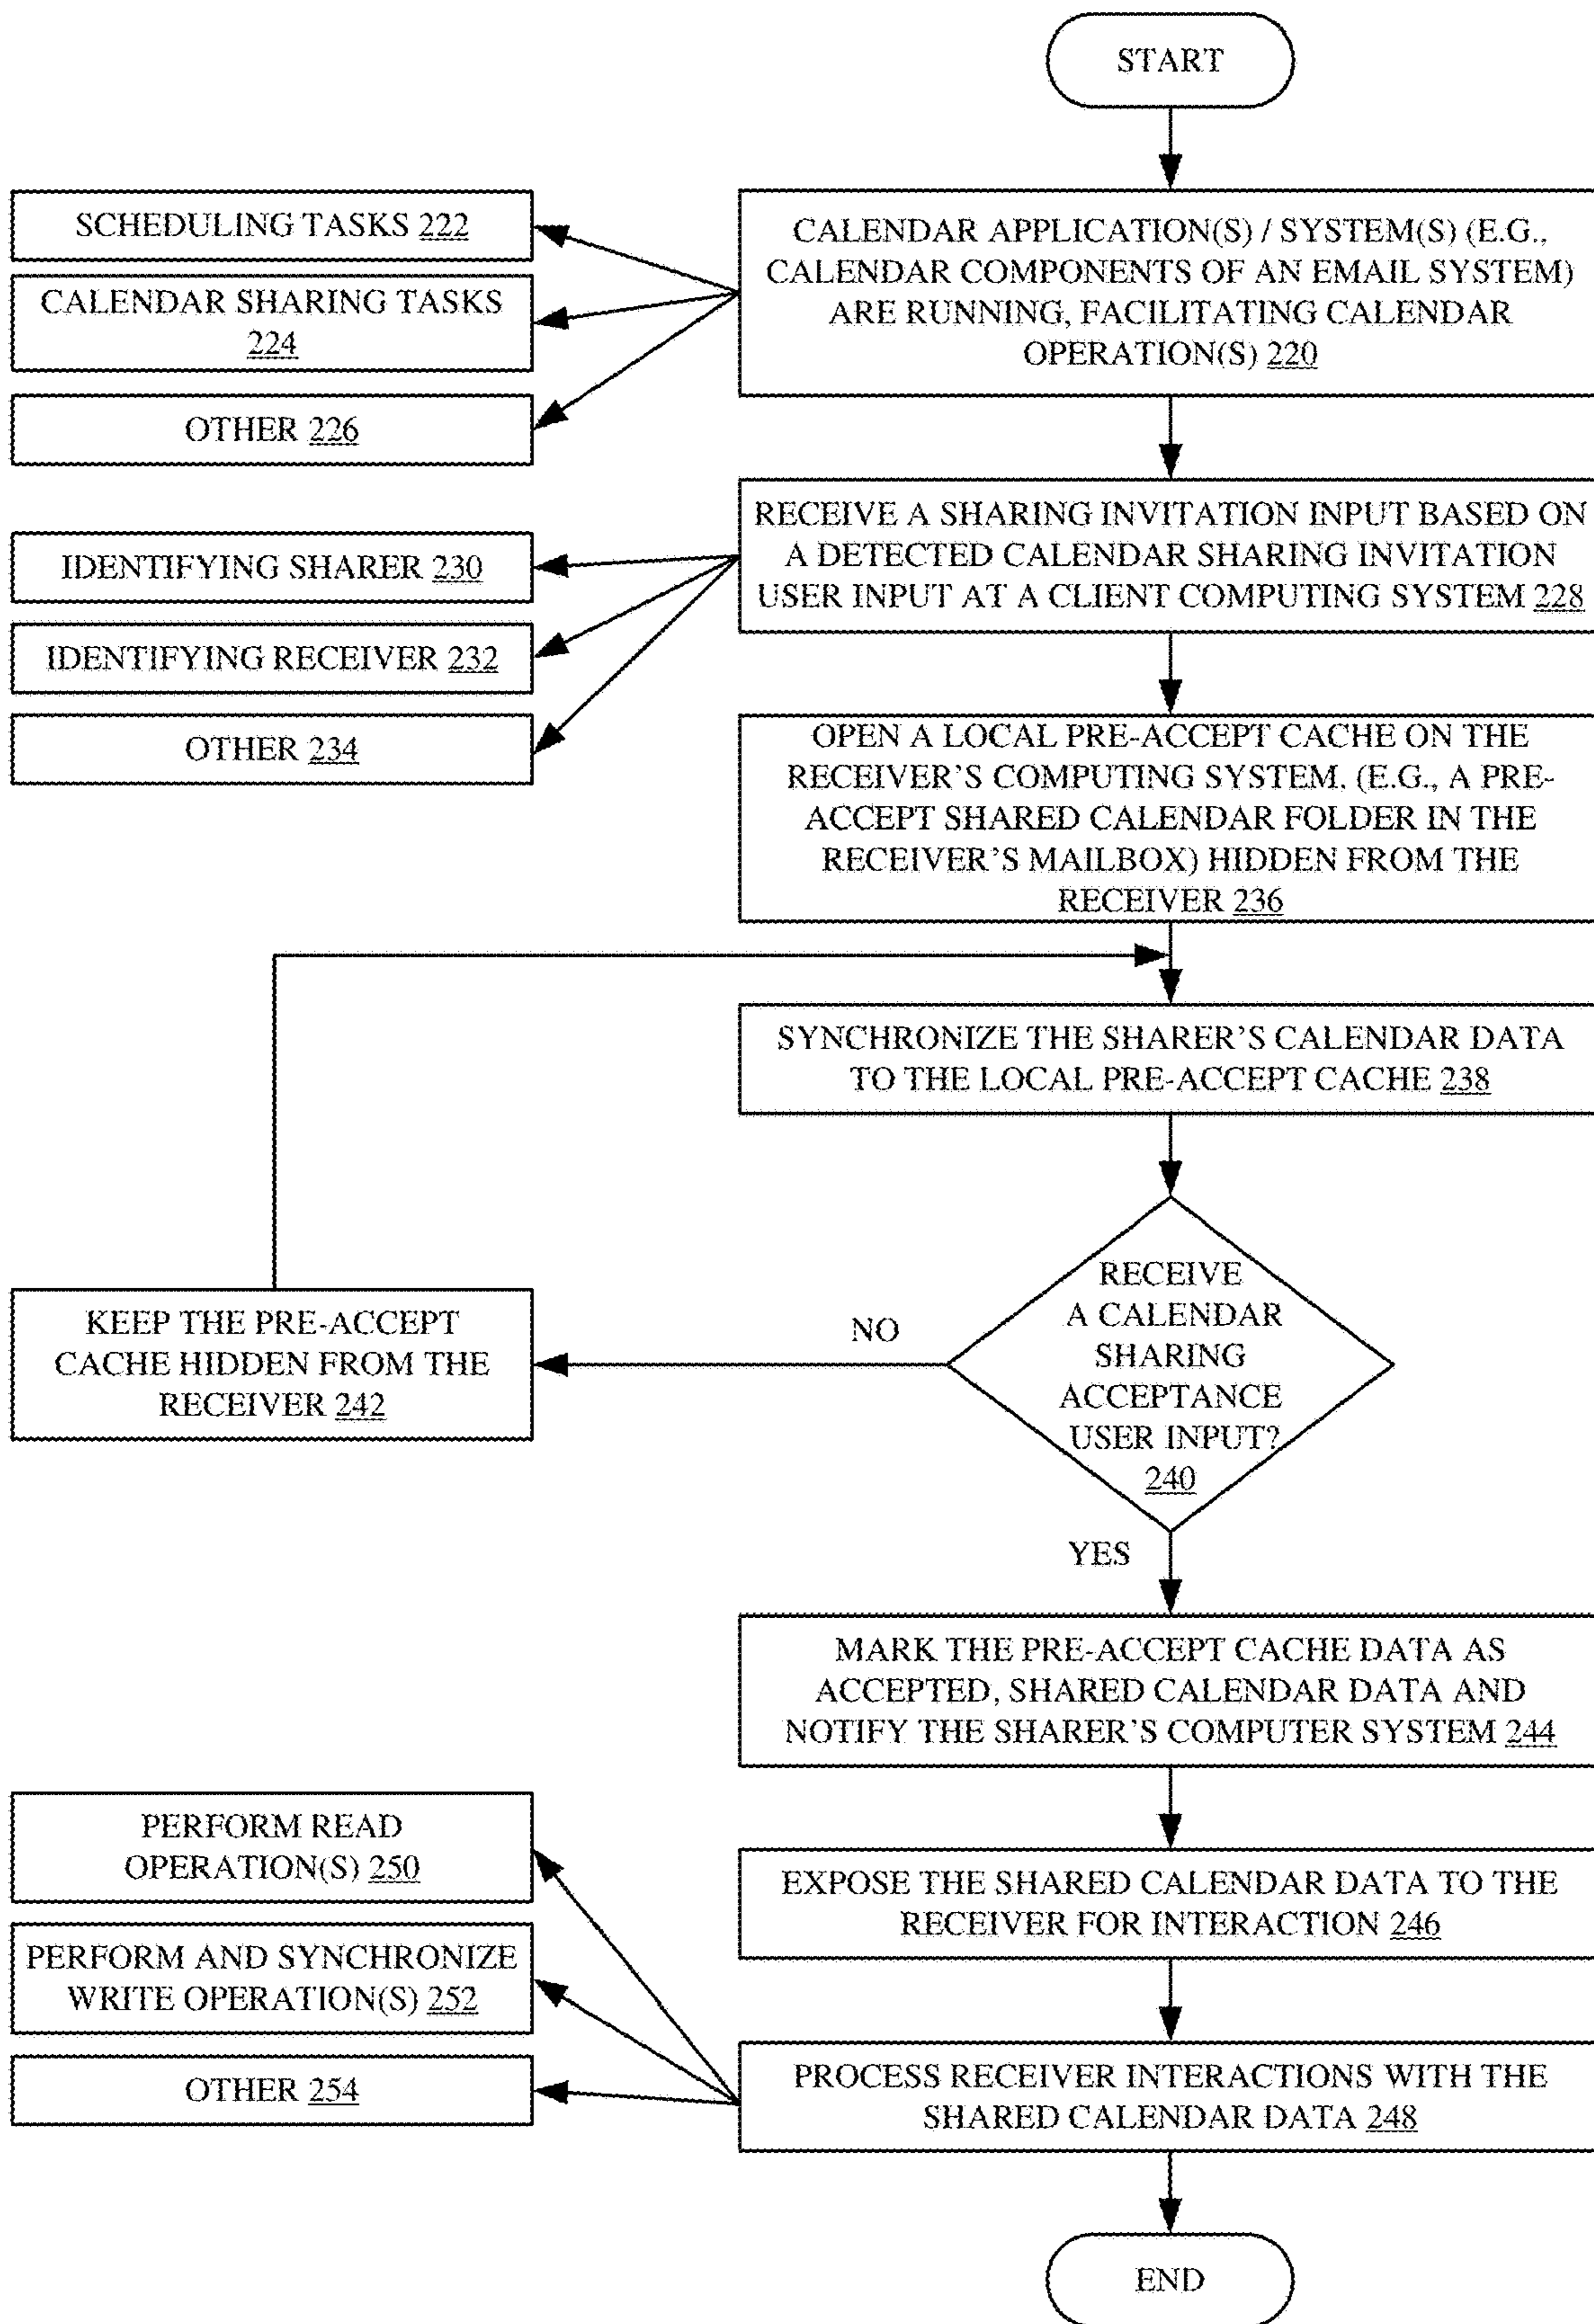 START
SCHEDULING TASKS 222
CALENDAR SHARING TASKS
224
OTHER 226
CALENDAR APPLICATION(S) / SYSTEM(S) (E.G.,
CALENDAR COMPONENTS OF AN EMAIL SYSTEM)
ARE RUNNING, FACILITATING CALENDAR
OPERATION(S) 220
RECEIVE A SHARING INVITATION INPUT BASED ON
A DETECTED CALENDAR SHARING INVITATION
USER INPUT AT A CLIENT COMPUTING SYSTEM 228
IDENTIFYING SHARER 230
IDENTIFYING RECEIVER 232
OTHER 234
OPEN A LOCAL PRE-ACCEPT CACHE ON THE
RECEIVER'S COMPUTING SYSTEM. (E.G., A PRE-
ACCEPT SHARED CALENDAR FOLDER IN THE
RECEIVER'S MAILBOX) HIDDEN FROM THE
RECEIVER 236
SYNCHRONIZE THE SHARER'S CALENDAR DATA
TO THE LOCAL PRE-ACCEPT CACHE 238
RECEIVE
A CALENDAR
SHARING
ACCEPTANCE
USER INPUT?
240
NO
KEEP THE PRE-ACCEPT
CACHE HIDDEN FROM THE
RECEIVER 242
YES
MARK THE PRE-ACCEPT CACHE DATA AS
ACCEPTED, SHARED CALENDAR DATA AND
NOTIFY THE SHARER'S COMPUTER SYSTEM 244
EXPOSE THE SHARED CALENDAR DATA TO THE
RECEIVER FOR INTERACTION 246
PERFORM READ
OPERATION(S) 250
PERFORM AND SYNCHRONIZE
WRITE OPERATION(S) 252
OTHER 254
PROCESS RECEIVER INTERACTIONS WITH THE
SHARED CALENDAR DATA 248
END